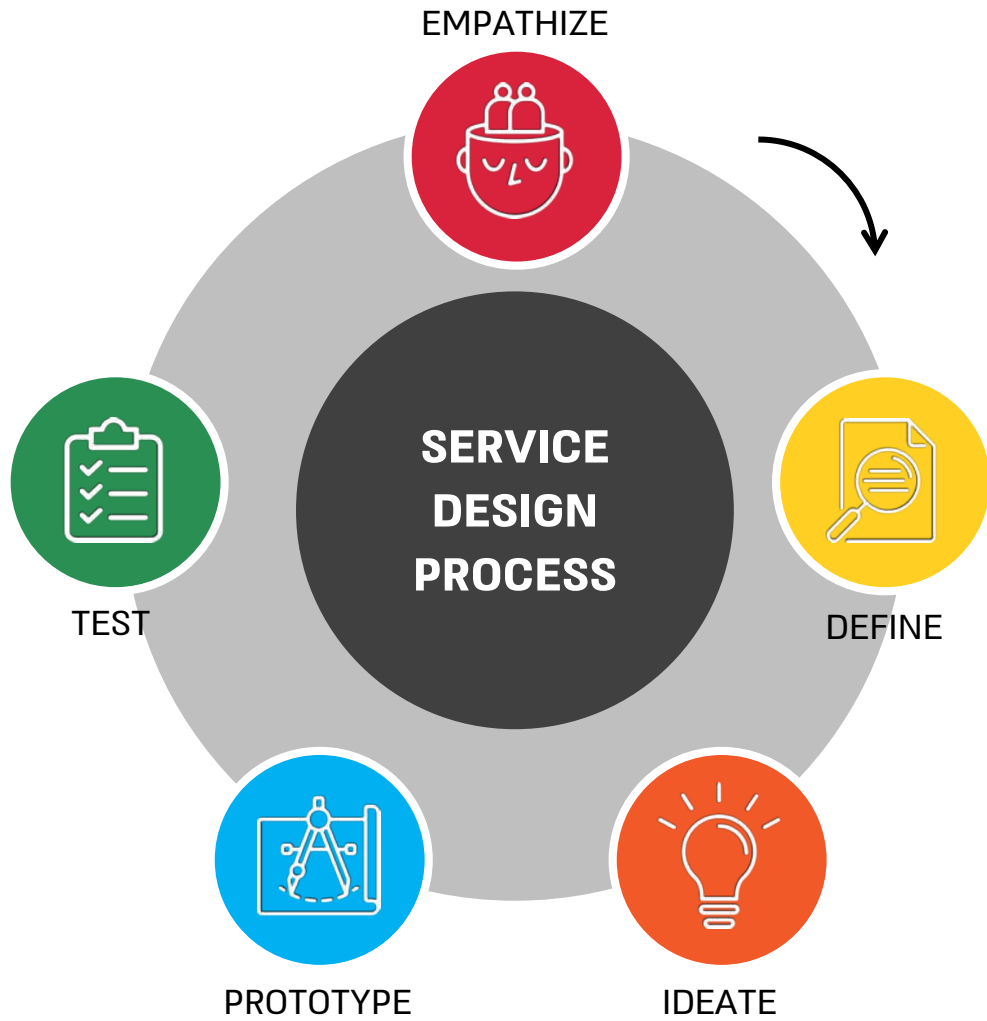 EMPATHIZE
SERVICE
DESIGN
PROCESS
TEST
DEFINE
PROTOTYPE
IDEATE